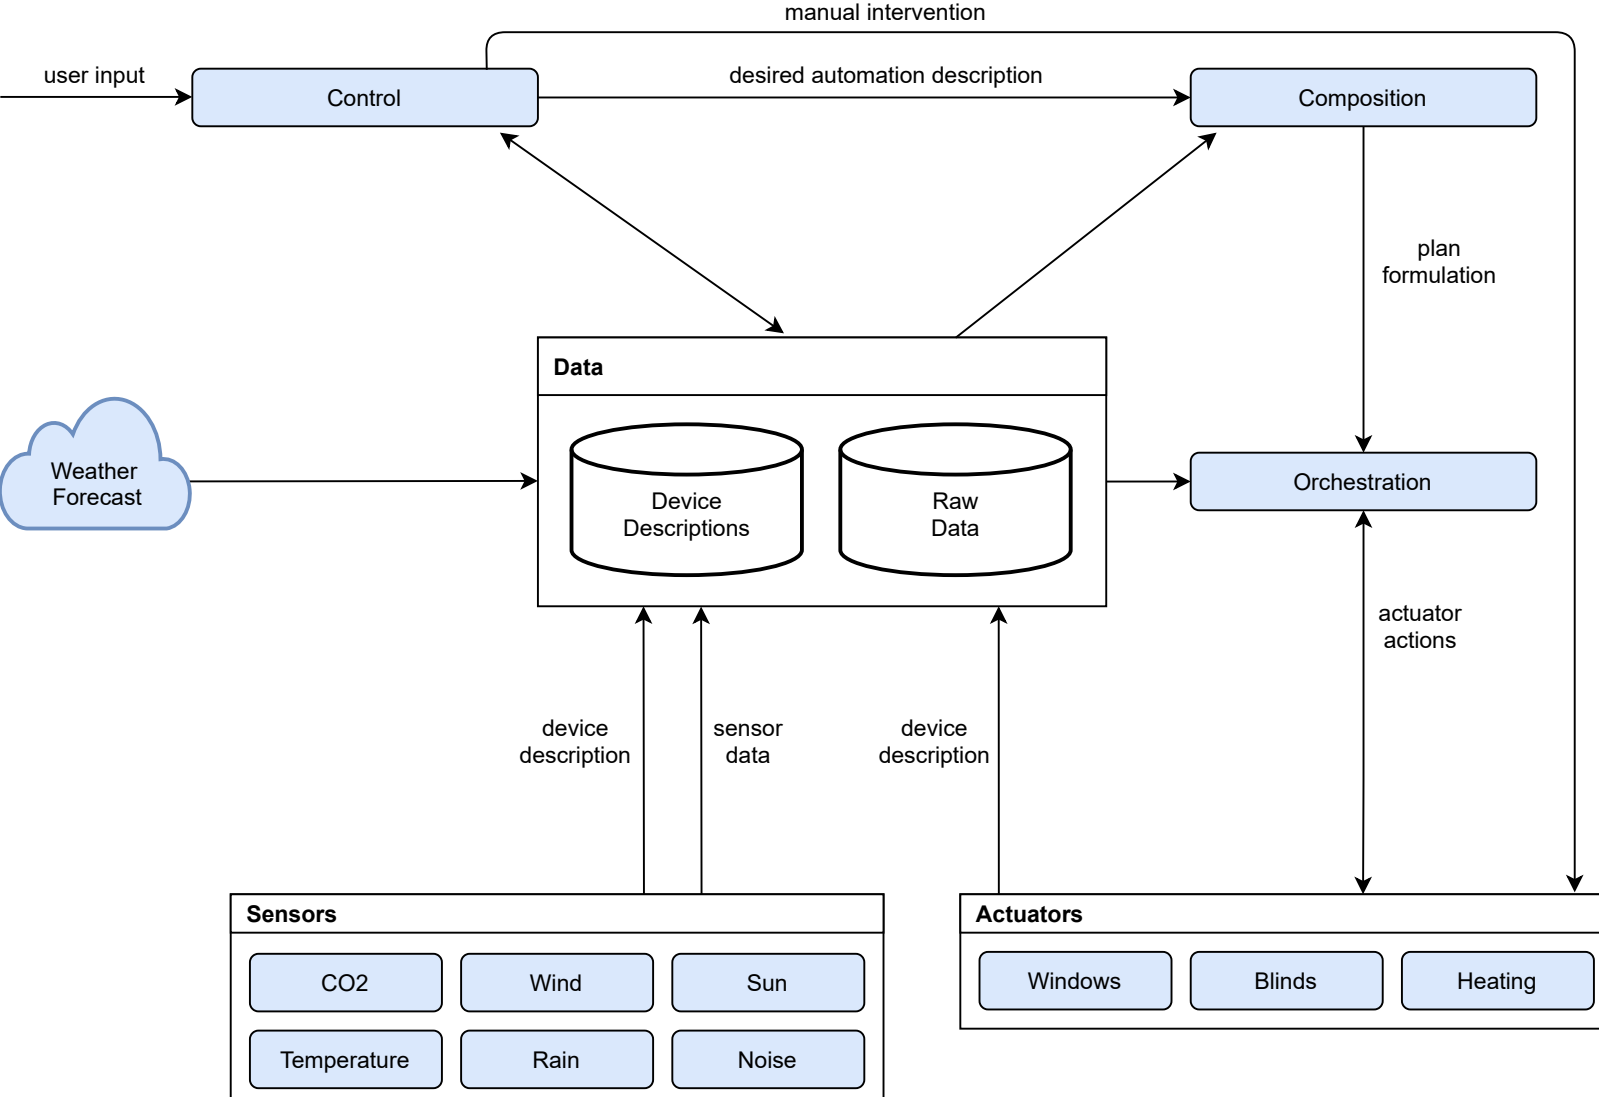 manual intervention
user input
Control
desired automation description
Composition
plan
formulation
Data
Weather
Forecast
Device
Descriptions
Raw
Data
Orchestration
actuator
actions
device
description
sensor
data
device
description
Sensors
CO2
Wind
Sun
Temperature
Rain
Noise
Actuators
Windows
Blinds
Heating